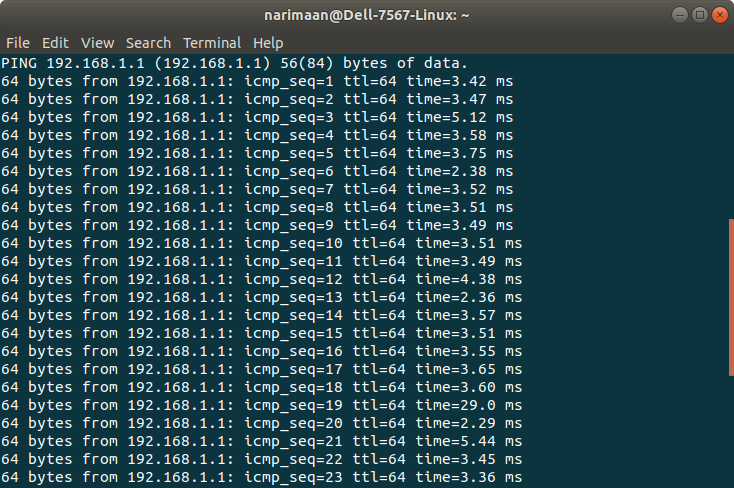 narimaan@Dell-7567-Linux: ~
File Edit View Search Terminal Help
PING 192.168.1.1 (192.168.1.1) 56(84) bytes of data.
64 bytes from 192.168.1.1: icmp_seq=1 ttl=64 time=3.42 ms
64 bytes from 192.168.1.1: icmp_seq=2 ttl=64 time=3.47 ms
64 bytes from 192.168.1.1: icmp_seq=3 ttl=64 time=5.12 ms
64 bytes from 192.168.1.1: icmp_seq=4 ttl=64 time=3.58 ms
64 bytes from 192.168.1.1: icmp_seq=5 ttl=64 time=3.75 ms
64 bytes from 192.168.1.1: icmp_seq=6 ttl=64 time=2.38 ms
64 bytes from 192.168.1.1: icmp_seq=7 ttl=64 time=3.52 ms
64 bytes from 192.168.1.1: icmp_seq=8 ttl=64 time=3.51 ms
64 bytes from 192.168.1.1: icmp_seq=9 ttl=64 time=3.49 ms
64 bytes from 192.168.1.1: icmp_seq=10 ttl=64 time=3.51 ms
64 bytes from 192.168.1.1: icmp_seq=11 ttl=64 time=3.49 ms
64 bytes from 192.168.1.1: icmp_seq=12 ttl=64 time=4.38 ms
64 bytes from 192.168.1.1: icmp_seq=13 ttl=64 time=2.36 ms
64 bytes from 192.168.1.1: icmp_seq=14 ttl=64 time=3.57 ms
64 bytes from 192.168.1.1: icmp_seq=15 ttl=64 time=3.51 ms
64 bytes from 192.168.1.1: icmp_seq=16 ttl=64 time=3.55 ms
64 bytes from 192.168.1.1: icmp_seq=17 ttl=64 time=3.65 ms
64 bytes from 192.168.1.1: icmp_seq=18 ttl=64 time=3.60 ms
64 bytes from 192.168.1.1: icmp_seq=19 ttl=64 time=29.0 ms
64 bytes from 192.168.1.1: icmp_seq=20 ttl=64 time=2.29 ms
64 bytes from 192.168.1.1: icmp_seq=21 ttl=64 time=5.44 ms
64 bytes from 192.168.1.1: icmp_seq=22 ttl=64 time=3.45 ms
64 bytes from 192.168.1.1: icmp_seq=23 ttl=64 time=3.36 ms